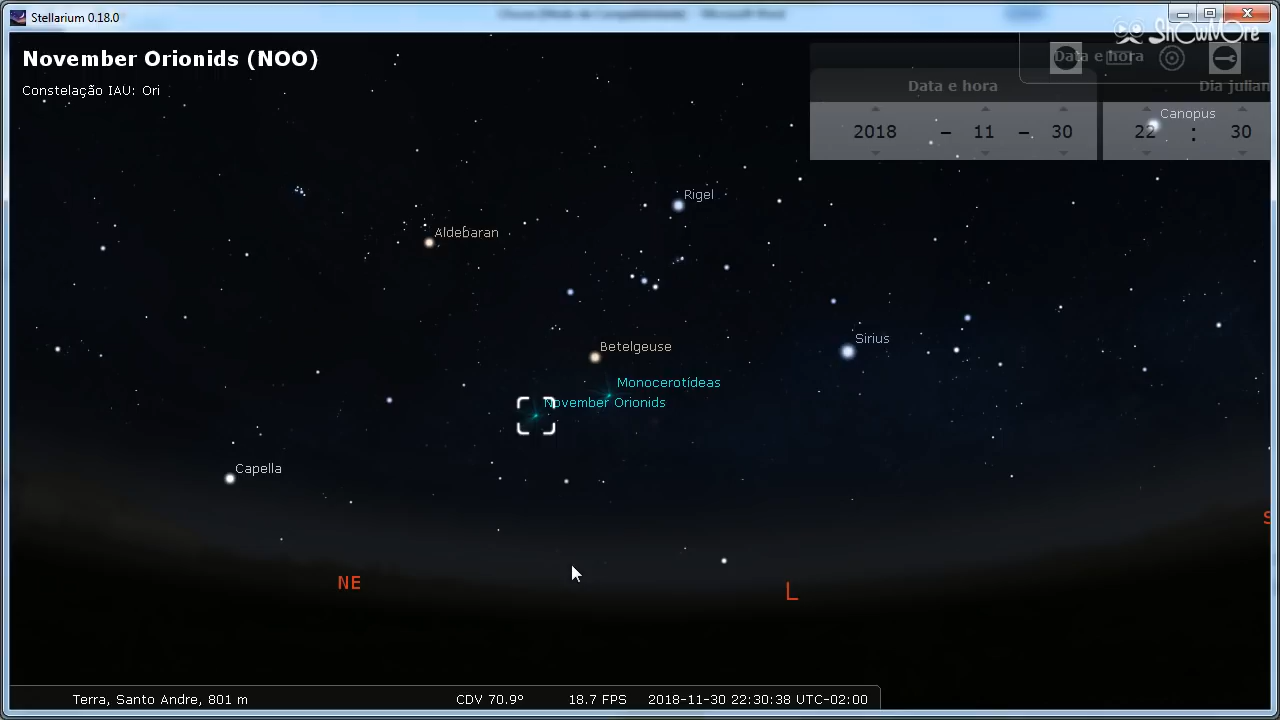 Stellarium 0.18.0
ShowMore
November Orionids (NOO)
Constelação IAU: Ori
Data e hora
Data e hora
Dia julian
2018 - 11 - 30
22 : 30
Canopus
Rigel
Aldebaran
Sirius
Betelgeuse
Monocerotídeas
November Orionids
Capella
S
NE
L
Terra, Santo Andre, 801 m
CDV 70.9°
18.7 FPS
2018-11-30 22:30:38 UTC-02:00